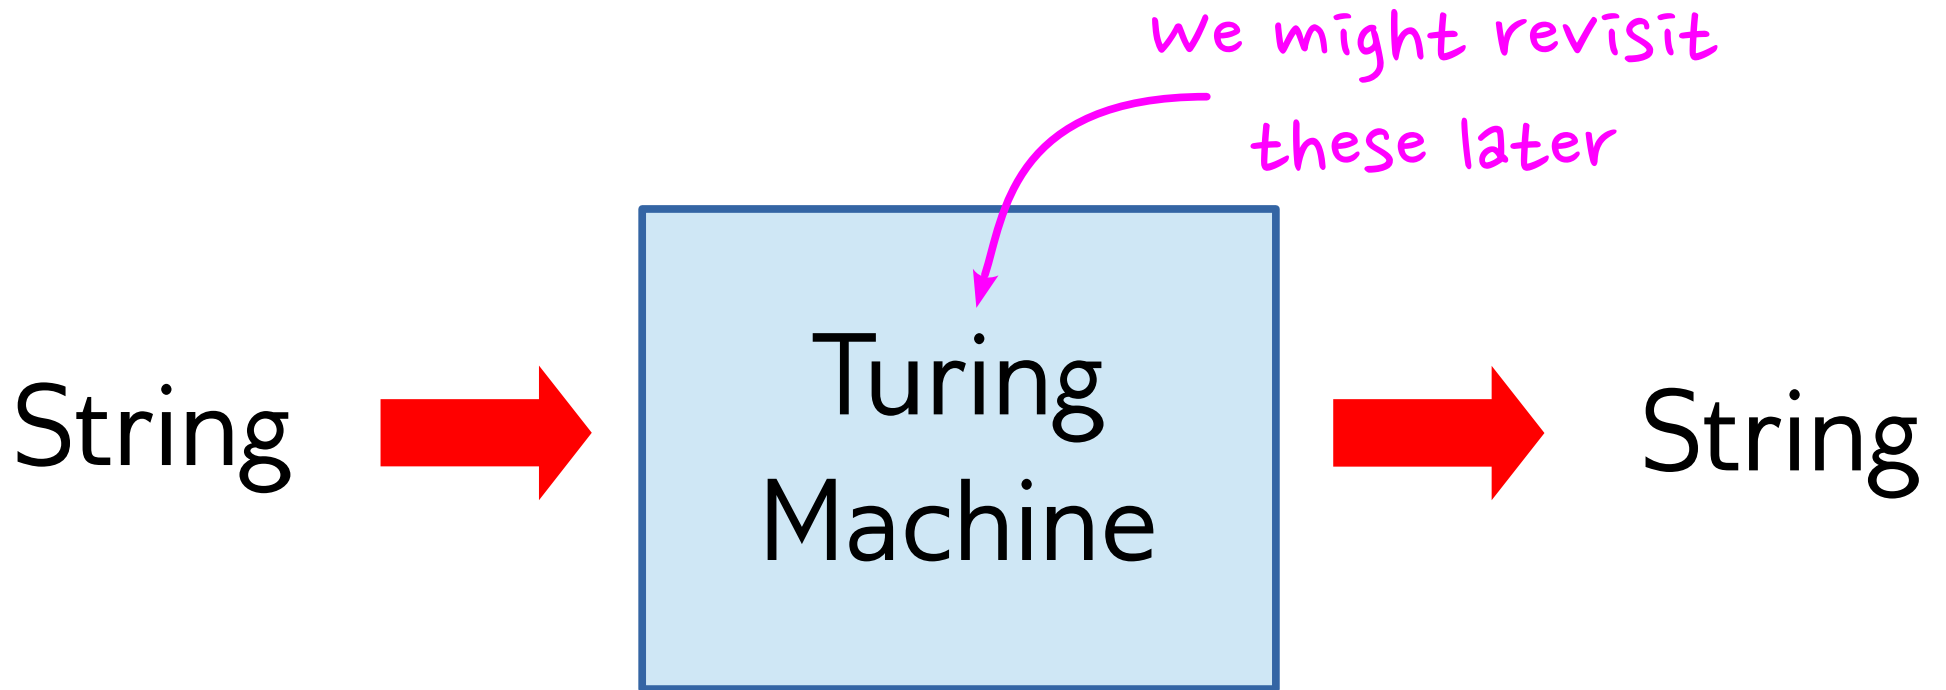 we might revisit
these later
String
Turing
Machine
String